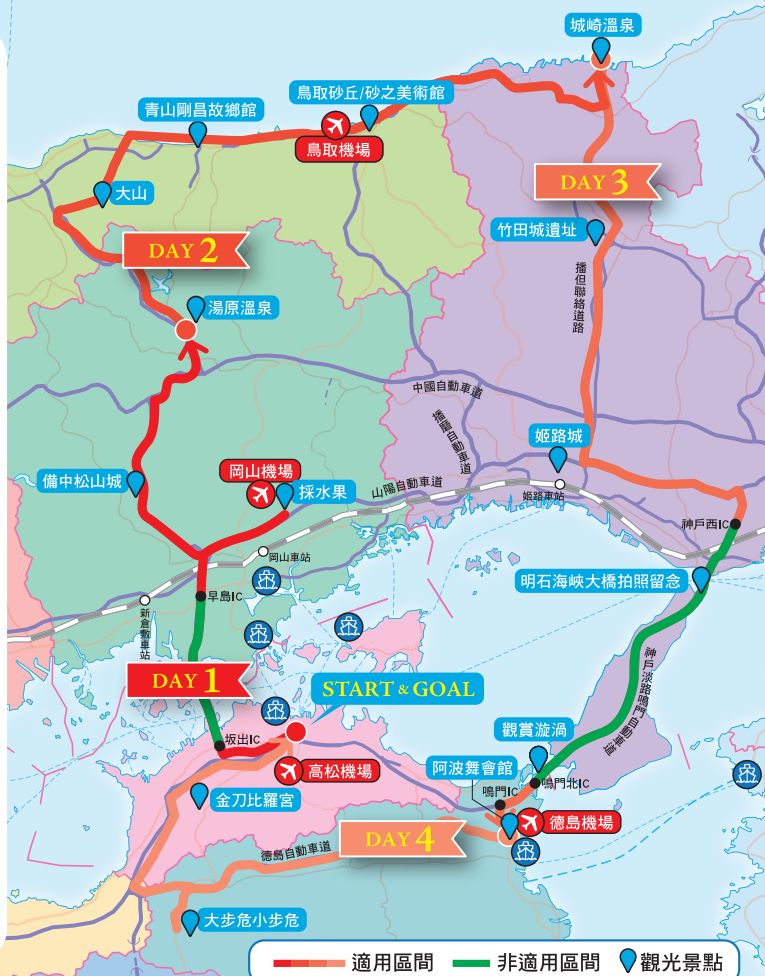 城崎溫泉
鳥取砂丘/砂之美術館
青山剛昌故鄉館
鳥取機場
DAY 3
大山
竹田城遺址
DAY 2
播但聯絡道路
湯原溫泉
中國自動車道
播磨自動車道
姬路城
岡山機場
備中松山城
採水果
山陽自動車道
姬路車站
神戶西IC
岡山車站
明石海峽大橋拍照留念
早島IC
新倉敷車站
神戶淡路鳴門自動車道
DAY 1
START & GOAL
坂出IC
觀賞漩渦
高松機場
阿波舞會館
鳴門北IC
鳴門IC
金刀比羅宮
德島機場
DAY 4
德島自動車道
大步危小步危
適用區間
非適用區間
觀光景點